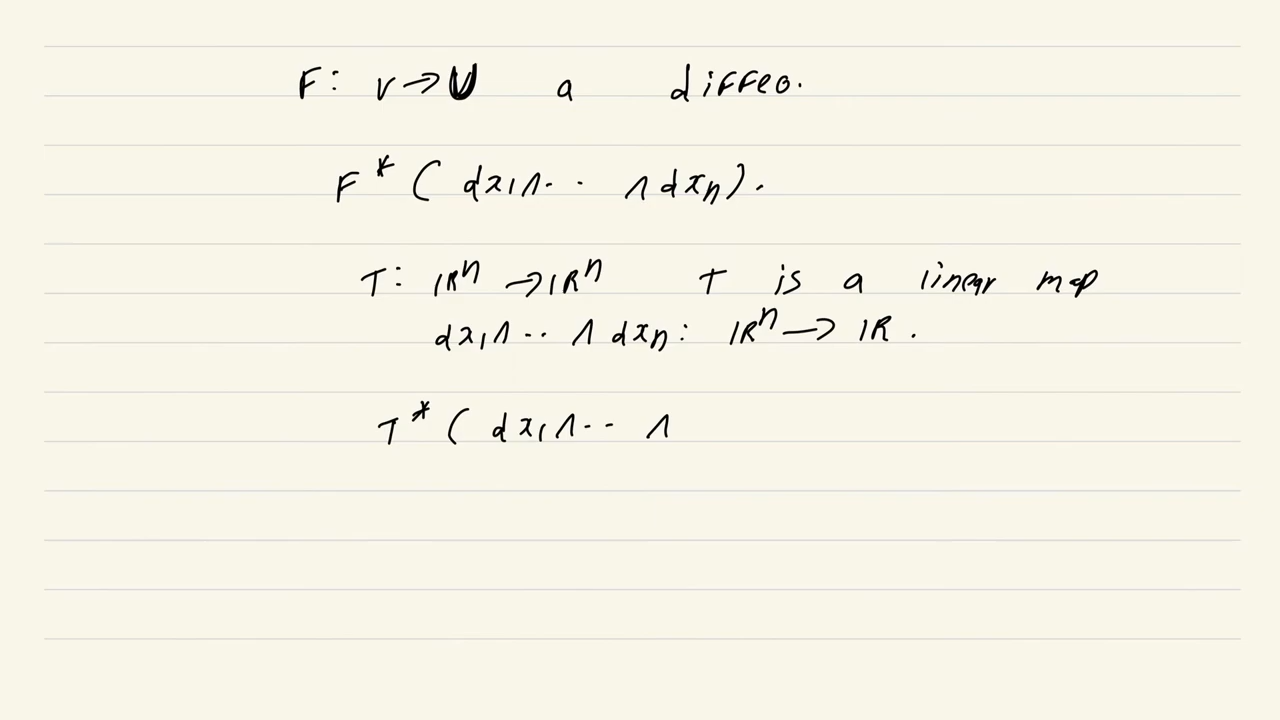 F: V → U a diffeo.
F* ( dx₁∧ · · ∧ dxₙ ).
T: ℝⁿ → ℝⁿ T is a linear map
dx₁∧ ·· ∧ dxₙ : ℝⁿ → ℝ .
T* ( dx₁∧ ·· ∧